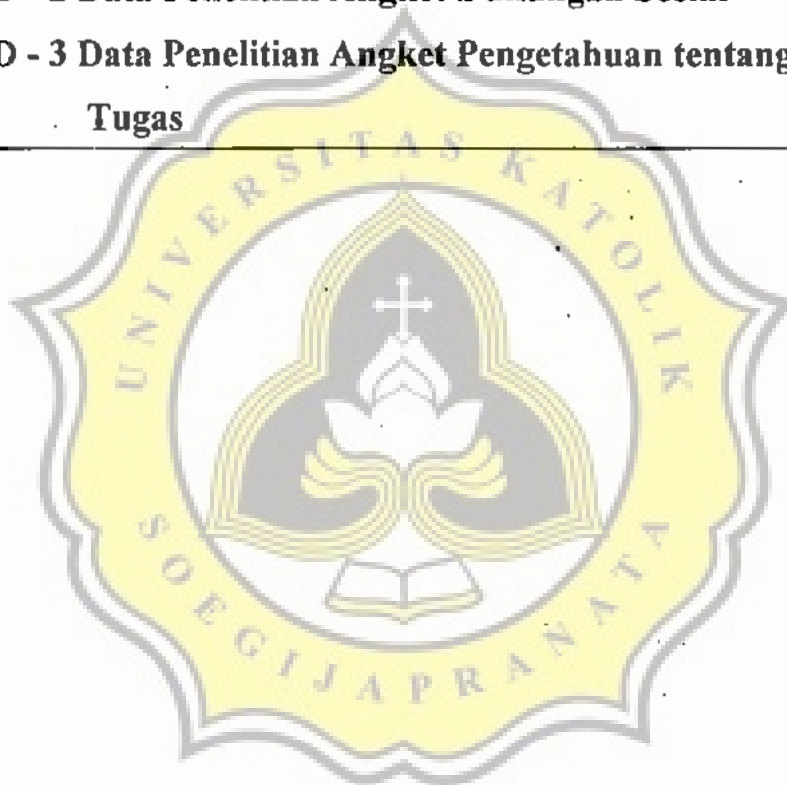 D - 3 Data Penelitian Angket Pengetahuan tentang
Tugas
UNIVERSITAS KATOLIK
SOEGIJAPRANATA